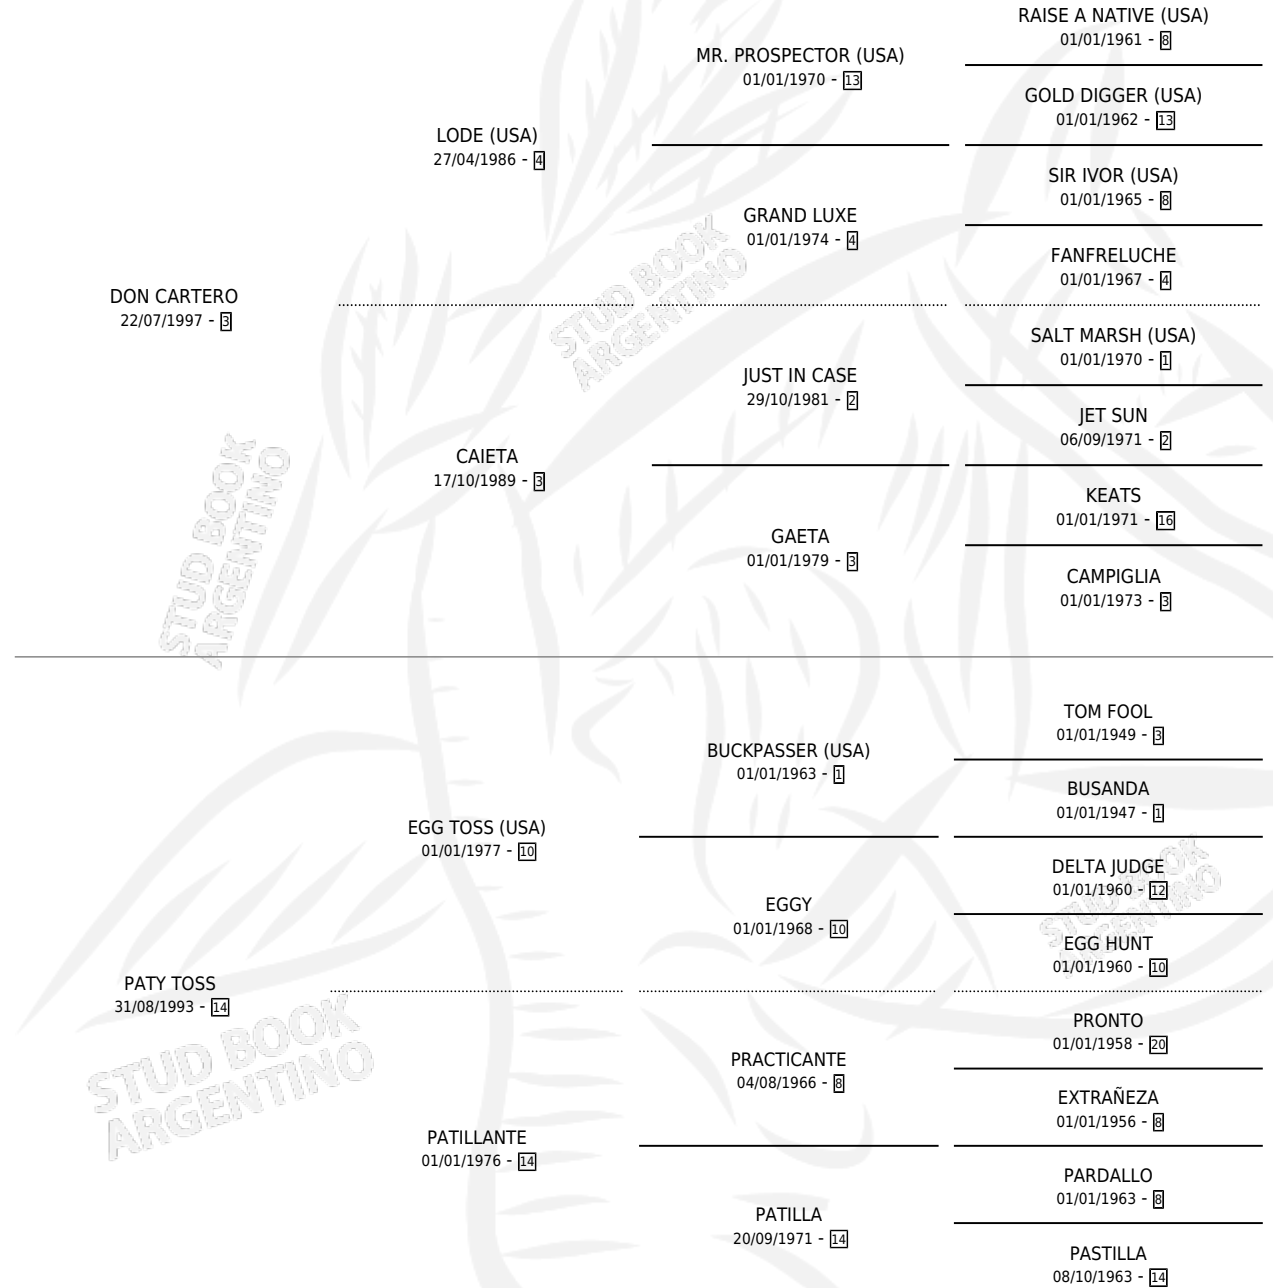 RAISE A NATIVE (USA)
01/01/1961 - 8
MR. PROSPECTOR (USA)
01/01/1970 - 13
GOLD DIGGER (USA)
01/01/1962 - 13
LODE (USA)
27/04/1986 - 4
SIR IVOR (USA)
01/01/1965 - 8
GRAND LUXE
01/01/1974 - 4
FANFRELUCHE
01/01/1967 - 4
DON CARTERO
22/07/1997 - 3
STUD BOOK
ARGENTINO
SALT MARSH (USA)
01/01/1970 - 1
JUST IN CASE
29/10/1981 - 2
JET SUN
06/09/1971 - 2
CAIETA
17/10/1989 - 3
KEATS
01/01/1971 - 16
GAETA
01/01/1979 - 3
CAMPIGLIA
01/01/1973 - 3
STUD BOOK
ARGENTINO
TOM FOOL
01/01/1949 - 3
BUCKPASSER (USA)
01/01/1963 - 1
BUSANDA
01/01/1947 - 1
EGG TOSS (USA)
01/01/1977 - 10
DELTA JUDGE
01/01/1960 - 12
EGGY
01/01/1968 - 10
EGG HUNT
01/01/1960 - 10
STUD BOOK
ARGENTINO
PATY TOSS
31/08/1993 - 14
PRONTO
01/01/1958 - 20
PRACTICANTE
04/08/1966 - 8
EXTRAÑEZA
01/01/1956 - 8
STUD BOOK
ARGENTINO
PATILLANTE
01/01/1976 - 14
PARDALLO
01/01/1963 - 8
PATILLA
20/09/1971 - 14
PASTILLA
08/10/1963 - 14